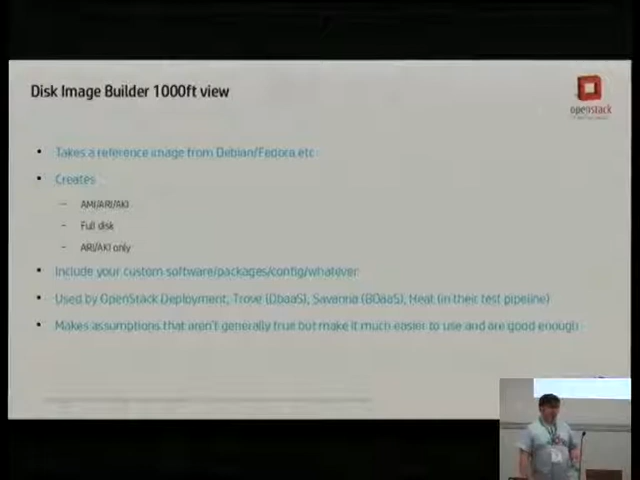 Disk Image Builder 1000ft view
openstack
• Takes a reference image from Debian/Fedora etc
• Creates
– AMI/ARI/AKI
– Full disk
– ARI/AKI only
• Include your custom software/packages/config/whatever
• Used by OpenStack Deployment, Trove (DbaaS), Savanna (BDaaS), Heat (in their test pipeline)
• Makes assumptions that aren't generally true but make it much easier to use and are good enough